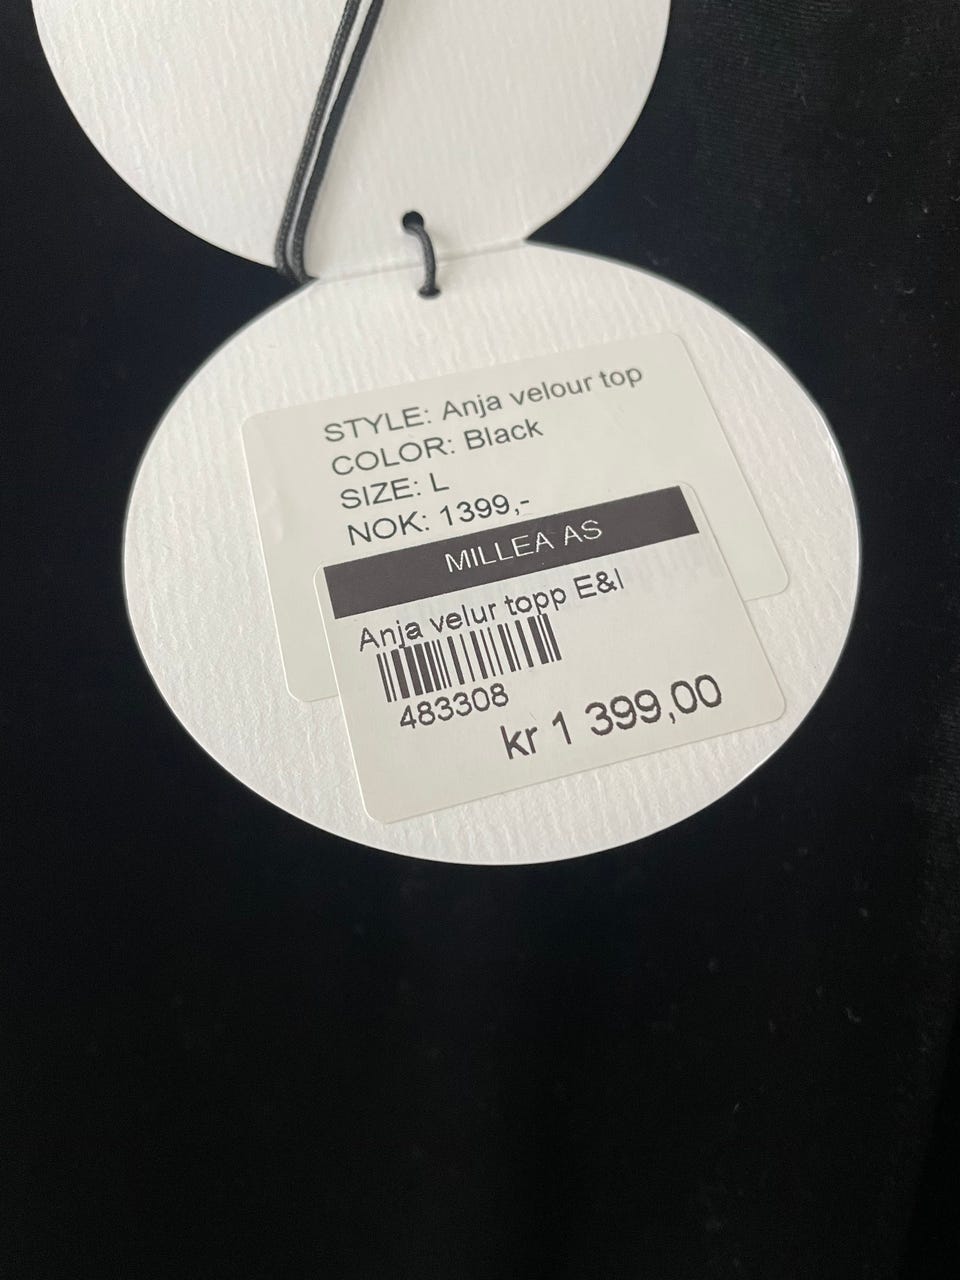 STYLE: Anja velour top
COLOR: Black
SIZE: L
NOK: 1399,-
MILLEA AS
Anja velur topp E&I
483308
kr 1 399,00